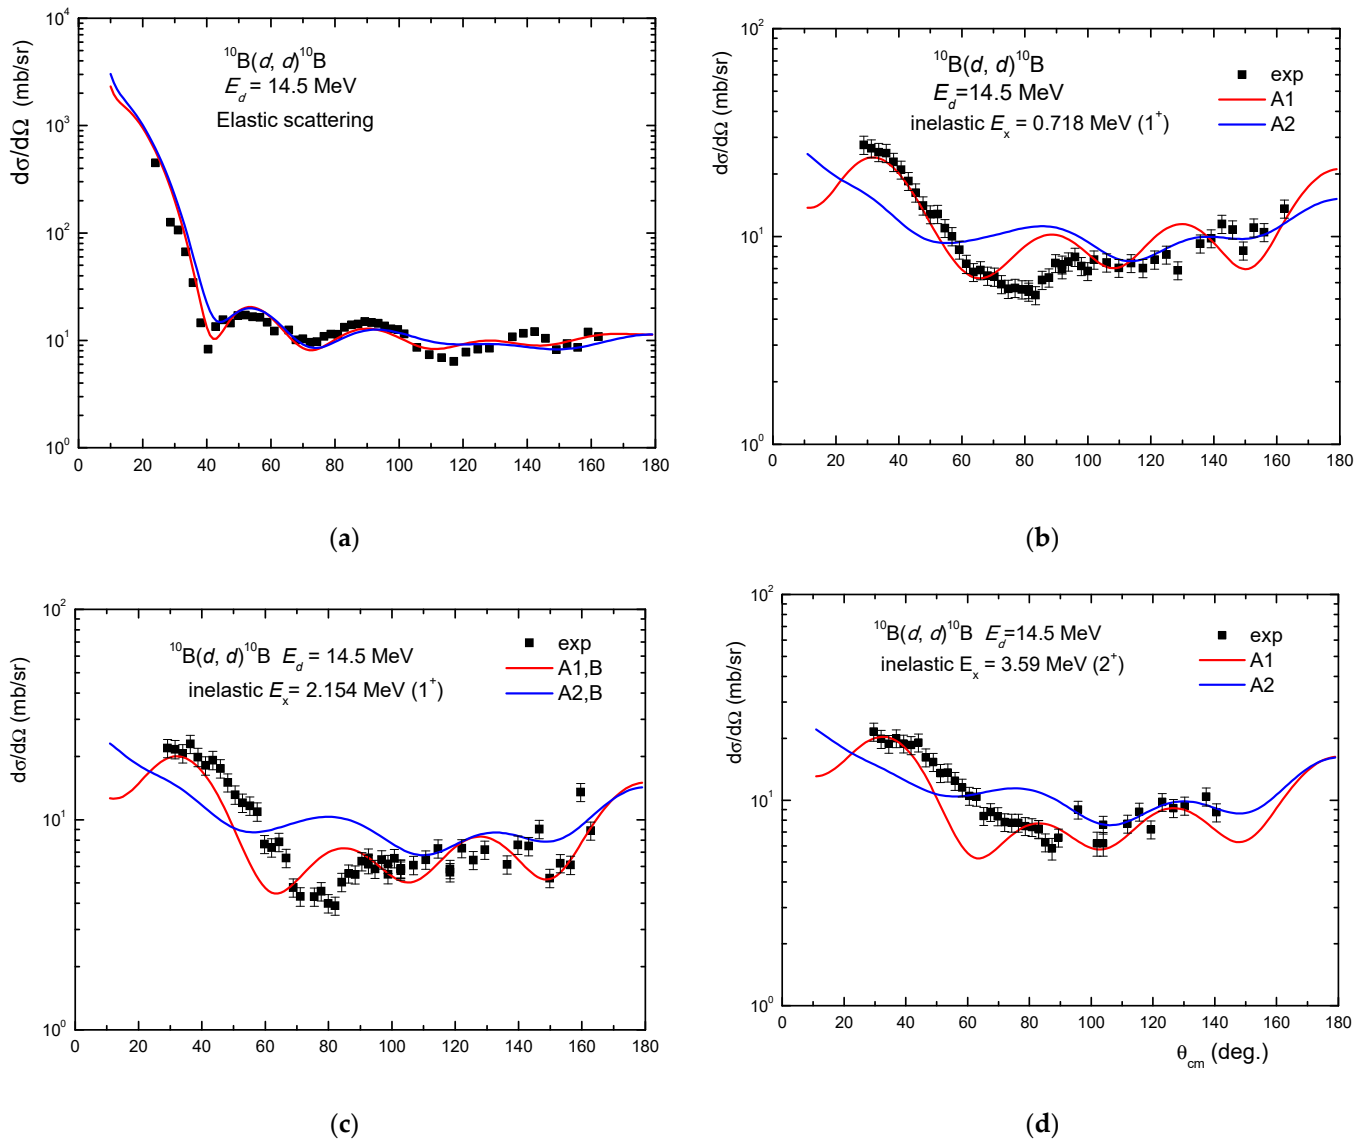 10⁴
10³
10²
10¹
10⁰
dσ/dΩ (mb/sr)
¹⁰B(d, d)¹⁰B
E_d = 14.5 MeV
Elastic scattering
0 20 40 60 80 100 120 140 160 180
(a)
10²
10¹
10⁰
dσ/dΩ (mb/sr)
¹⁰B(d, d)¹⁰B
E_d=14.5 MeV
inelastic E_x = 0.718 MeV (1⁺)
exp
A1
A2
0 20 40 60 80 100 120 140 160 180
(b)
10²
10¹
10⁰
dσ/dΩ (mb/sr)
¹⁰B(d, d)¹⁰B E_d = 14.5 MeV
inelastic E_x= 2.154 MeV (1⁺)
exp
A1,B
A2,B
0 20 40 60 80 100 120 140 160 180
(c)
10²
10¹
10⁰
dσ/dΩ (mb/sr)
¹⁰B(d, d)¹⁰B E_d=14.5 MeV
inelastic E_x = 3.59 MeV (2⁺)
exp
A1
A2
0 20 40 60 80 100 120 140 160 180
θ_cm (deg.)
(d)